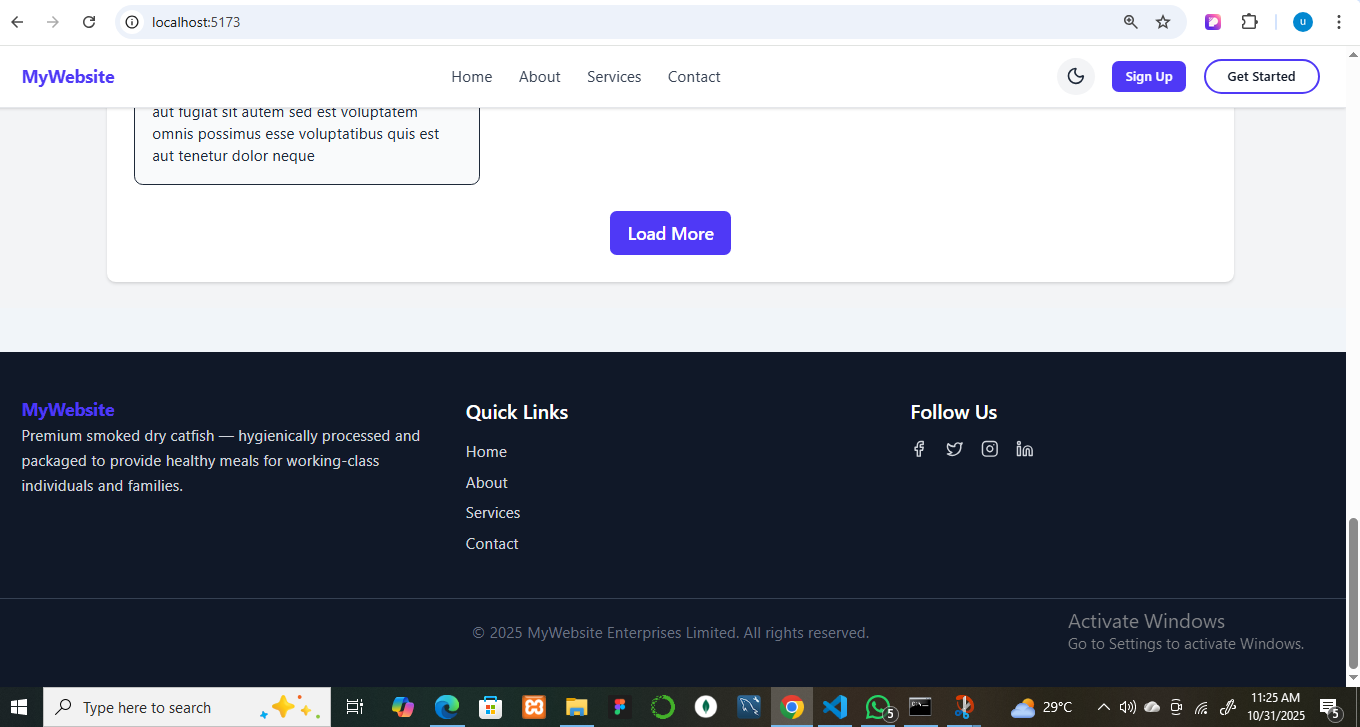 localhost:5173
u
MyWebsite
Home
About
Services
Contact
Sign Up
Get Started
aut fugiat sit autem sed est voluptatem
omnis possimus esse voluptatibus quis est
aut tenetur dolor neque
Load More
MyWebsite
Premium smoked dry catfish — hygienically processed and
packaged to provide healthy meals for working-class
individuals and families.
Quick Links
Home
About
Services
Contact
Follow Us
© 2025 MyWebsite Enterprises Limited. All rights reserved.
Activate Windows
Go to Settings to activate Windows.
Type here to search
5
29°C
11:25 AM
10/31/2025
5